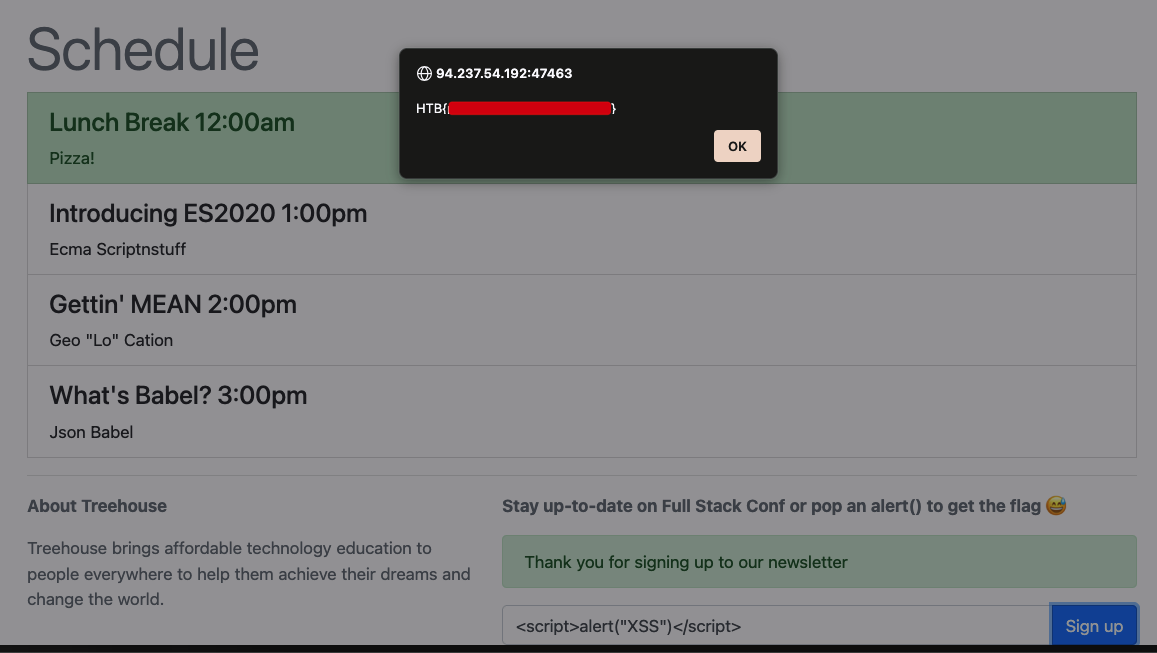 Schedule
94.237.54.192:47463
HTB{
}
OK
Lunch Break 12:00am
Pizza!
Introducing ES2020 1:00pm
Ecma Scriptnstuff
Gettin' MEAN 2:00pm
Geo "Lo" Cation
What's Babel? 3:00pm
Json Babel
About Treehouse
Treehouse brings affordable technology education to
people everywhere to help them achieve their dreams and
change the world.
Stay up-to-date on Full Stack Conf or pop an alert() to get the flag 😅
Thank you for signing up to our newsletter
<script>alert("XSS")</script>
Sign up